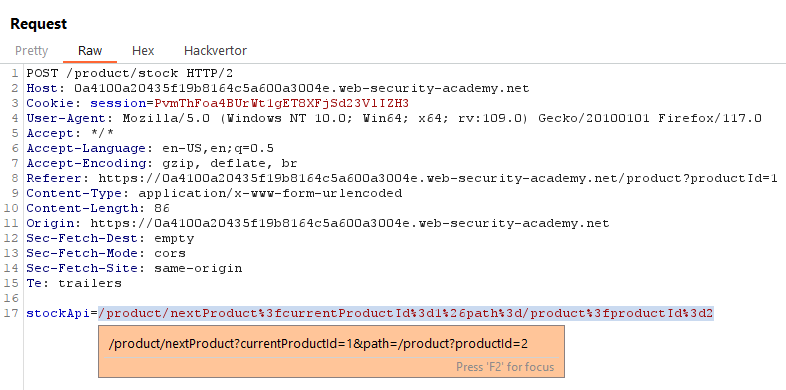 Request
Pretty Raw Hex Hackvertor
1 POST /product/stock HTTP/2
2 Host: 0a4100a20435f19b8164c5a600a3004e.web-security-academy.net
3 Cookie: session=PvmThFoa4BUrWt1gET8XFjSd23VlIZH3
4 User-Agent: Mozilla/5.0 (Windows NT 10.0; Win64; x64; rv:109.0) Gecko/20100101 Firefox/117.0
5 Accept: */*
6 Accept-Language: en-US,en;q=0.5
7 Accept-Encoding: gzip, deflate, br
8 Referer: https://0a4100a20435f19b8164c5a600a3004e.web-security-academy.net/product?productId=1
9 Content-Type: application/x-www-form-urlencoded
10 Content-Length: 86
11 Origin: https://0a4100a20435f19b8164c5a600a3004e.web-security-academy.net
12 Sec-Fetch-Dest: empty
13 Sec-Fetch-Mode: cors
14 Sec-Fetch-Site: same-origin
15 Te: trailers
16
17 stockApi=/product/nextProduct%3fcurrentProductId%3d1%26path%3d/product%3fproductId%3d2
/product/nextProduct?currentProductId=1&path=/product?productId=2
Press 'F2' for focus